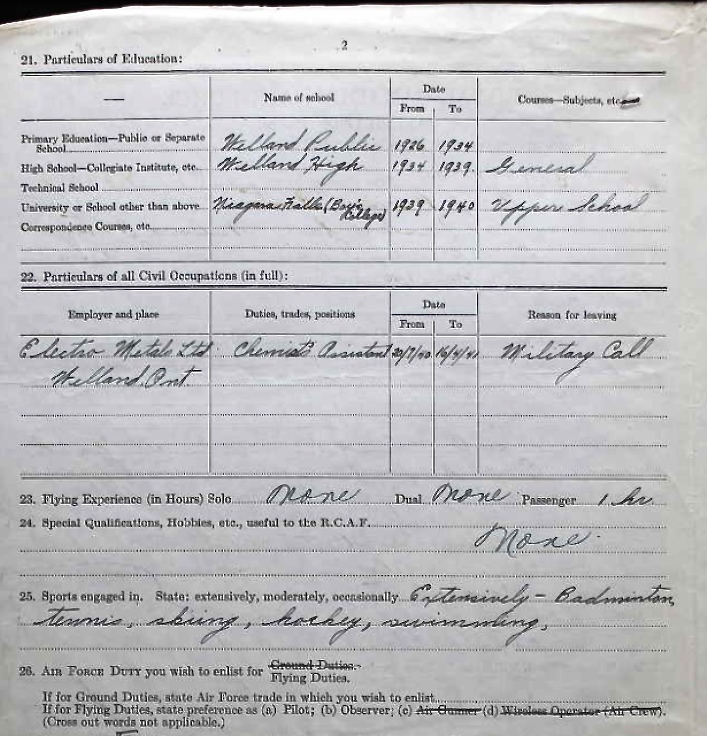 2
21. Particulars of Education:
— Name of school Date Courses—Subjects, etc.
From To
Primary Education—Public or Separate School Welland Public 1926 1934
High School—Collegiate Institute, etc. Welland High 1934 1939. General
Technical School
University or School other than above Niagara Falls (Boy's College) 1939 1940 Upper School
Correspondence Courses, etc.
22. Particulars of all Civil Occupations (in full):
Employer and place Duties, trades, positions Date Reason for leaving
From To
Electro Metals Ltd Chemist's Assistant 20/7/40 16/4/41 Military Call
Welland, Ont
23. Flying Experience (in Hours) Solo None Dual None Passenger 1 hr
24. Special Qualifications, Hobbies, etc., useful to the R.C.A.F.
None.
25. Sports engaged in. State: extensively, moderately, occasionally Extensively - Badminton,
tennis, skiing, hockey, swimming,
26. AIR FORCE DUTY you wish to enlist for Ground Duties.
Flying Duties.
If for Ground Duties, state Air Force trade in which you wish to enlist
If for Flying Duties, state preference as (a) Pilot; (b) Observer; (c) Air Gunner (d) Wireless Operator (Air Crew).
(Cross out words not applicable.)